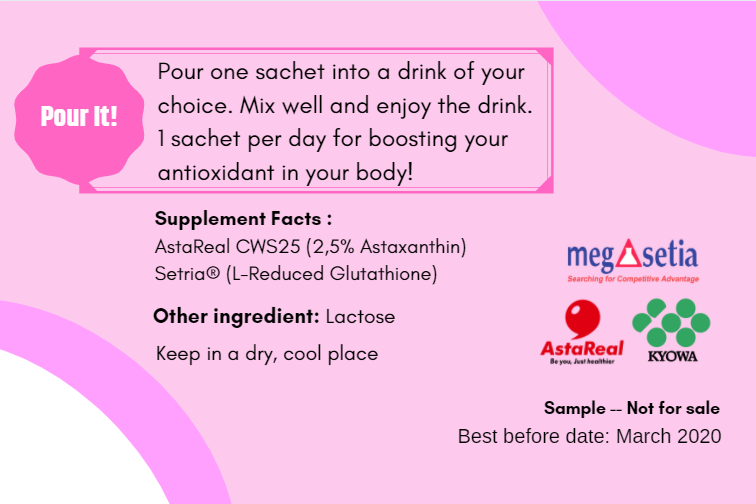 Pour It!
Pour one sachet into a drink of your
choice. Mix well and enjoy the drink.
1 sachet per day for boosting your
antioxidant in your body!
Supplement Facts :
AstaReal CWS25 (2,5% Astaxanthin)
Setria® (L-Reduced Glutathione)
Other ingredient: Lactose
Keep in a dry, cool place
megasetia
Searching for Competitive Advantage
AstaReal
Be you, Just healthier
KYOWA
Sample -- Not for sale
Best before date: March 2020